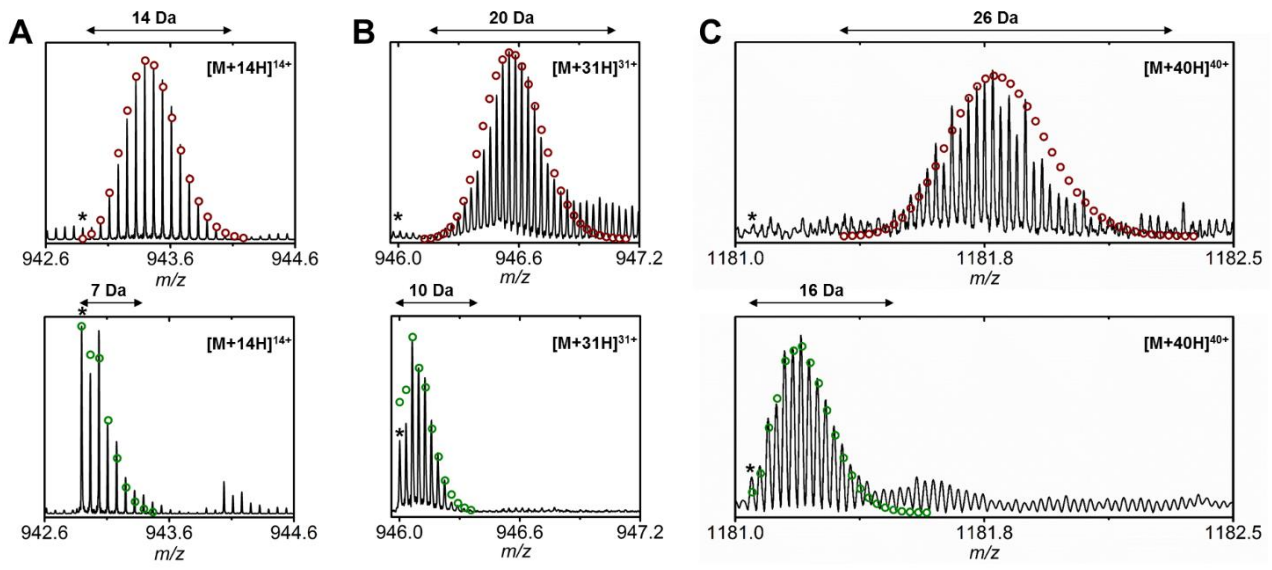 A
14 Da
[M+14H]14+
*
942.6
943.6
944.6
m/z
7 Da
*
[M+14H]14+
942.6
943.6
944.6
m/z
B
20 Da
[M+31H]31+
*
946.0
946.6
947.2
m/z
10 Da
*
[M+31H]31+
946.0
946.6
947.2
m/z
C
26 Da
[M+40H]40+
*
1181.0
1181.8
1182.5
m/z
16 Da
*
[M+40H]40+
1181.0
1181.8
1182.5
m/z